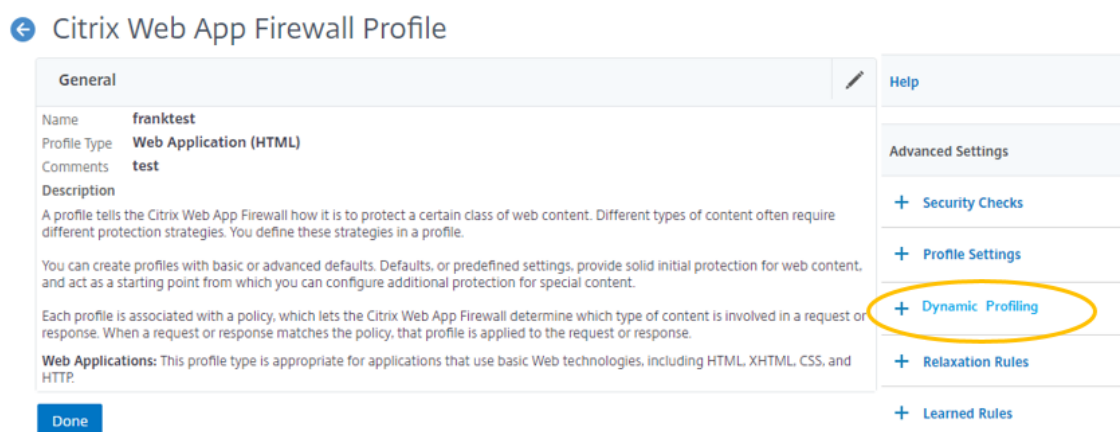 Citrix Web App Firewall Profile
General
Name franktest
Profile Type Web Application (HTML)
Comments test
Description
A profile tells the Citrix Web App Firewall how it is to protect a certain class of web content. Different types of content often require
different protection strategies. You define these strategies in a profile.
You can create profiles with basic or advanced defaults. Defaults, or predefined settings, provide solid initial protection for web content,
and act as a starting point from which you can configure additional protection for special content.
Each profile is associated with a policy, which lets the Citrix Web App Firewall determine which type of content is involved in a request or
response. When a request or response matches the policy, that profile is applied to the request or response.
Web Applications: This profile type is appropriate for applications that use basic Web technologies, including HTML, XHTML, CSS, and
HTTP.
Done
Help
Advanced Settings
+ Security Checks
+ Profile Settings
+ Dynamic Profiling
+ Relaxation Rules
+ Learned Rules